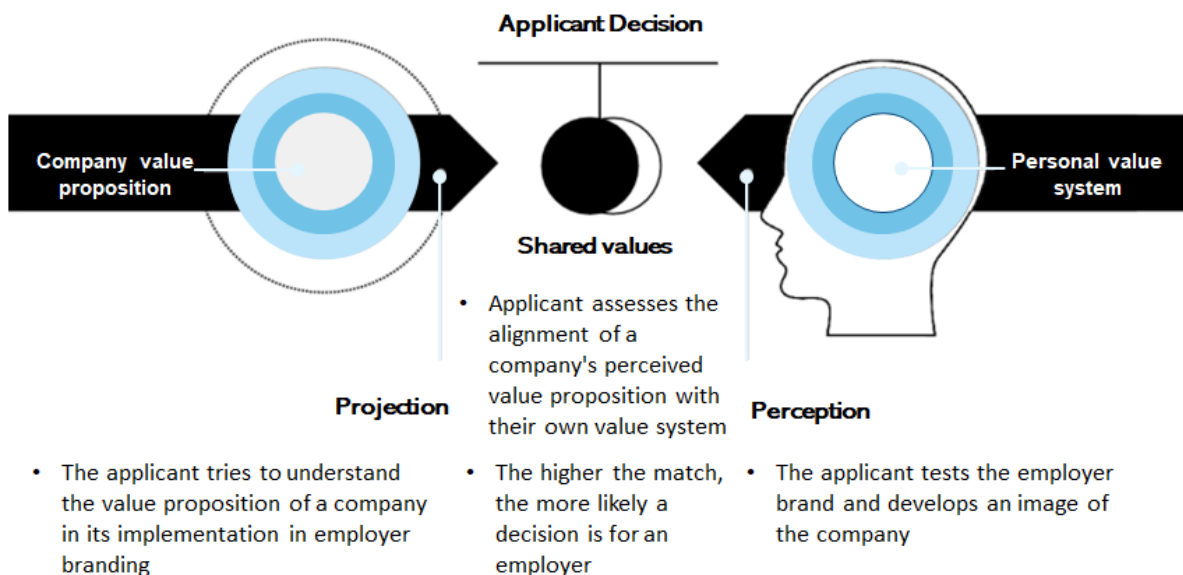 Applicant Decision
Company value
proposition
Personal value
system
Shared values
• Applicant assesses the
alignment of a
company's perceived
value proposition with
their own value system
• The higher the match,
the more likely a
decision is for an
employer
Projection
• The applicant tries to understand
the value proposition of a company
in its implementation in employer
branding
Perception
• The applicant tests the employer
brand and develops an image of
the company